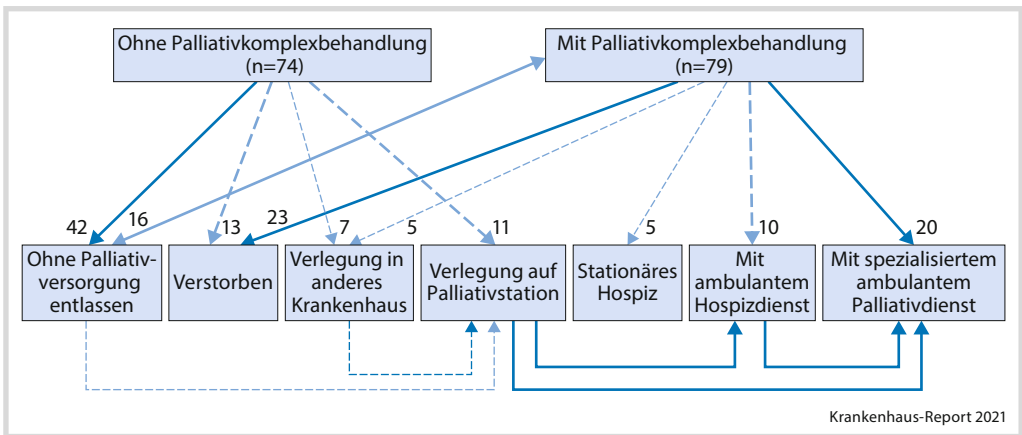 Ohne Palliativkomplexbehandlung
(n=74)
Mit Palliativkomplexbehandlung
(n=79)
42
16
13
23
7
5
11
5
10
20
Ohne Palliativ-
versorgung
entlassen
Verstorben
Verlegung in
anderes
Krankenhaus
Verlegung auf
Palliativstation
Stationäres
Hospiz
Mit
ambulantem
Hospizdienst
Mit spezialisiertem
ambulantem
Palliativdienst
Krankenhaus-Report 2021